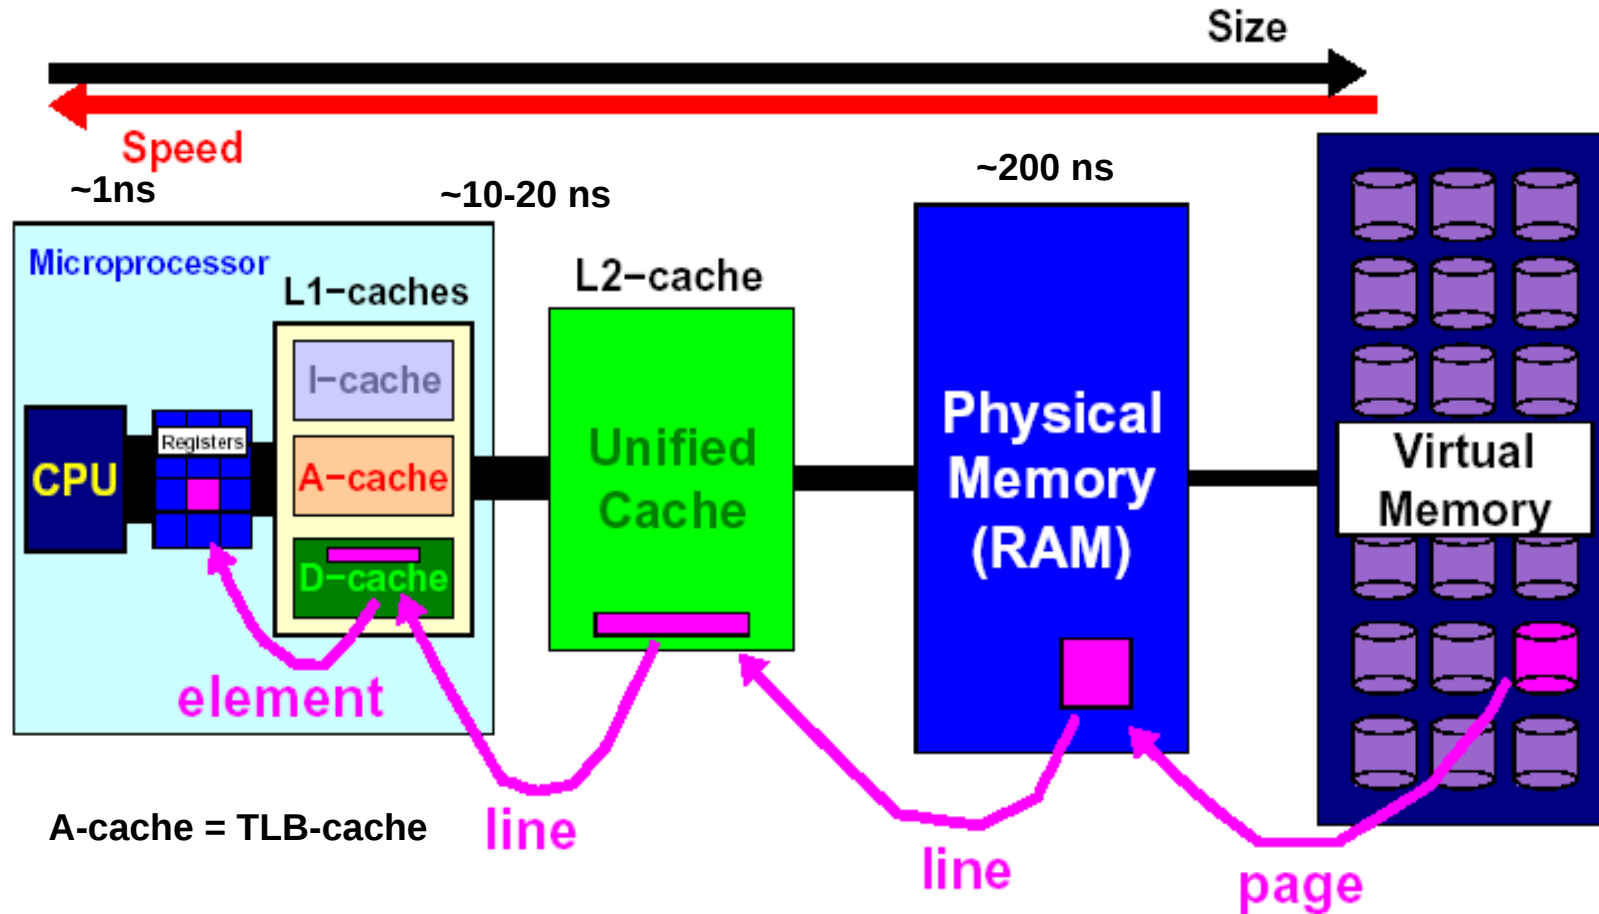 Size
Speed
~1ns
~10-20 ns
~200 ns
Microprocessor
L1-caches
L2-cache
I-cache
A-cache
D-cache
CPU
Registers
Unified
Cache
Physical
Memory
(RAM)
Virtual
Memory
element
line
line
page
A-cache = TLB-cache